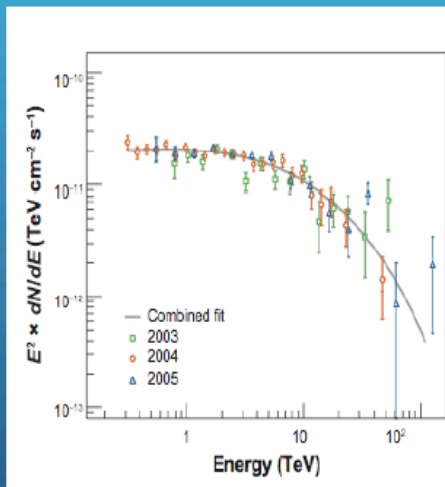 E² × dN/dE (TeV cm⁻² s⁻¹)
10⁻¹⁰
10⁻¹¹
10⁻¹²
10⁻¹³
Combined fit
2003
2004
2005
1 10 10²
Energy (TeV)